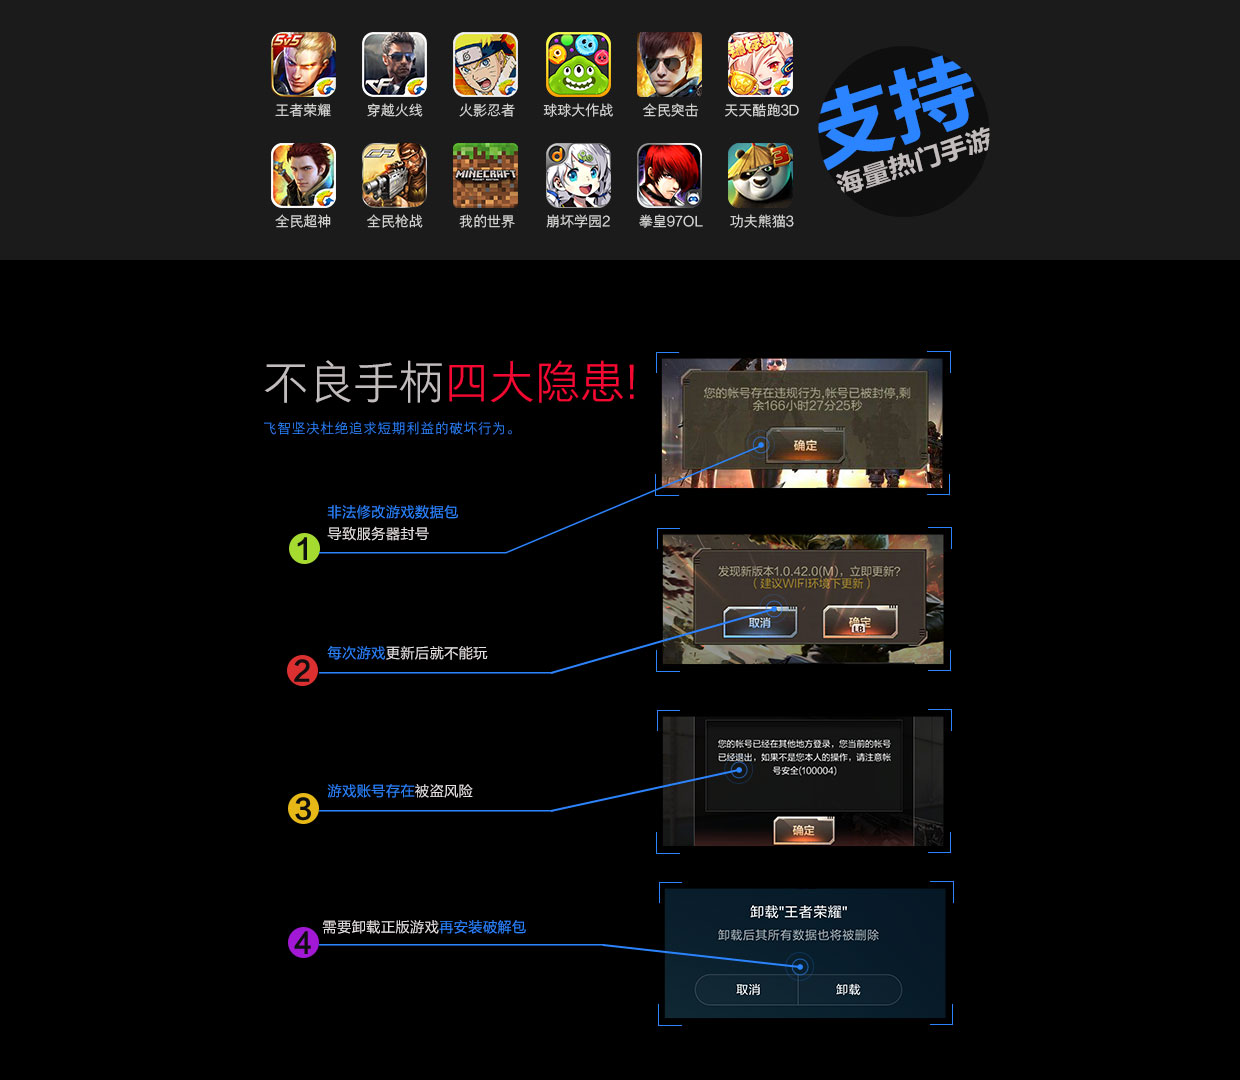 5v5
CF
锦标赛
王者荣耀
穿越火线
火影忍者
球球大作战
全民突击
天天酷跑3D
支持
海量热门手游
MINECRAFT
POCKET EDITION
3
全民超神
全民枪战
我的世界
崩坏学园2
拳皇97OL
功夫熊猫3
不良手柄四大隐患!
飞智坚决杜绝追求短期利益的破坏行为。
您的帐号存在违规行为,帐号已被封停,剩
余166小时27分25秒
确定
非法修改游戏数据包
导致服务器封号
1
发现新版本1.0.42.0(M)，立即更新?
( 建议WIFI环境下更新 )
取消
确定
LB
每次游戏更新后就不能玩
2
您的帐号已经在其他地方登录，您当前的帐号
已经退出，如果不是您本人的操作，请注意帐
号安全(100004)
确定
游戏账号存在被盗风险
3
卸载"王者荣耀"
卸载后其所有数据也将被删除
取消
卸载
需要卸载正版游戏再安装破解包
4